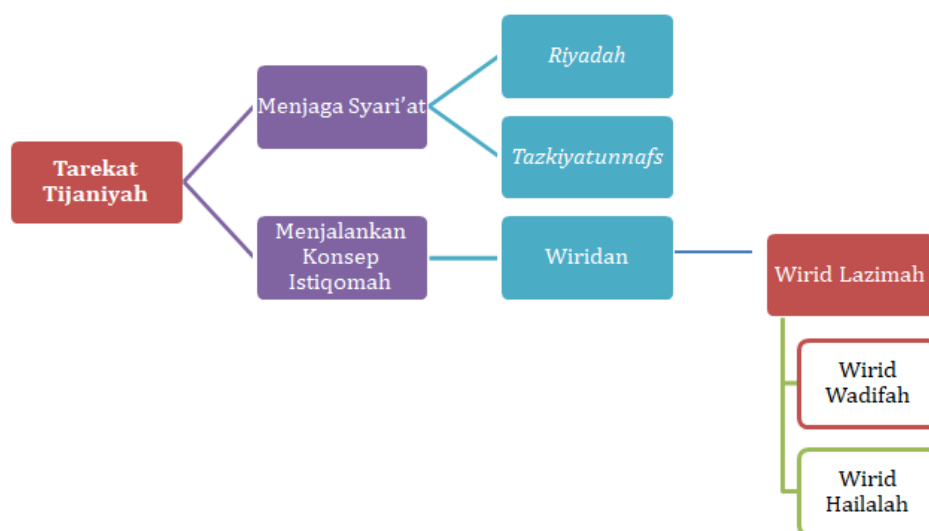 Tarekat
Tijaniyah
Menjaga Syari’at
Riyadah
Tazkiyatunnafs
Menjalankan
Konsep
Istiqomah
Wiridan
Wirid Lazimah
Wirid
Wadifah
Wirid
Hailalah